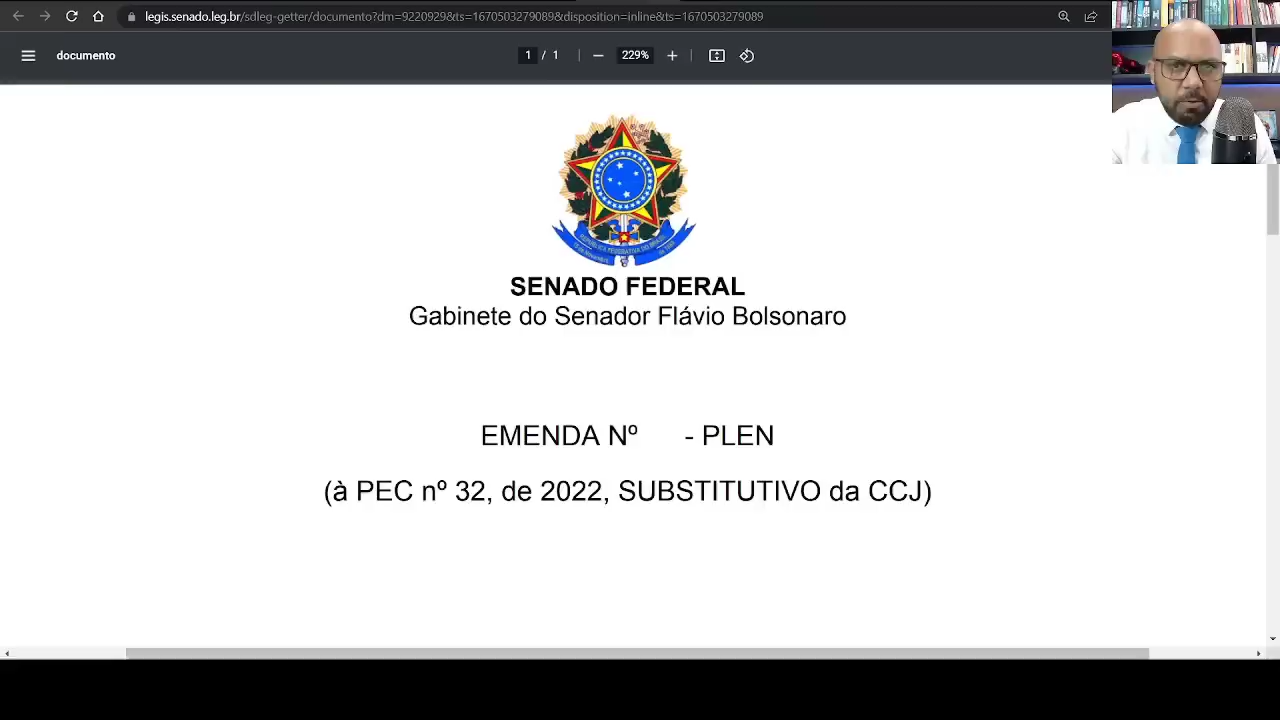 legis.senado.leg.br/sdleg-getter/documento?dm=9220929&ts=1670503279089&disposition=inline&ts=1670503279089
documento
1 / 1
229%
SENADO FEDERAL
Gabinete do Senador Flávio Bolsonaro
EMENDA Nº - PLEN
(à PEC nº 32, de 2022, SUBSTITUTIVO da CCJ)